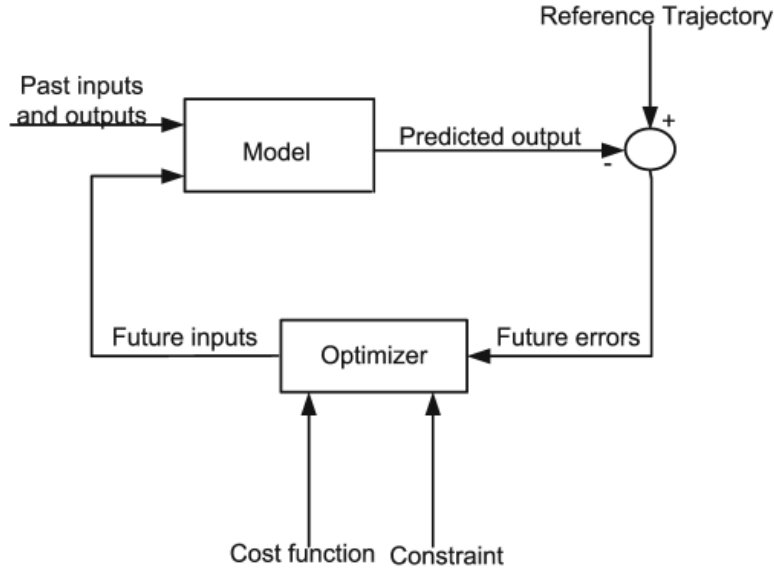 Reference Trajectory
Past inputs
and outputs
+
Model
Predicted output
-
Future inputs
Optimizer
Future errors
Cost function
Constraint